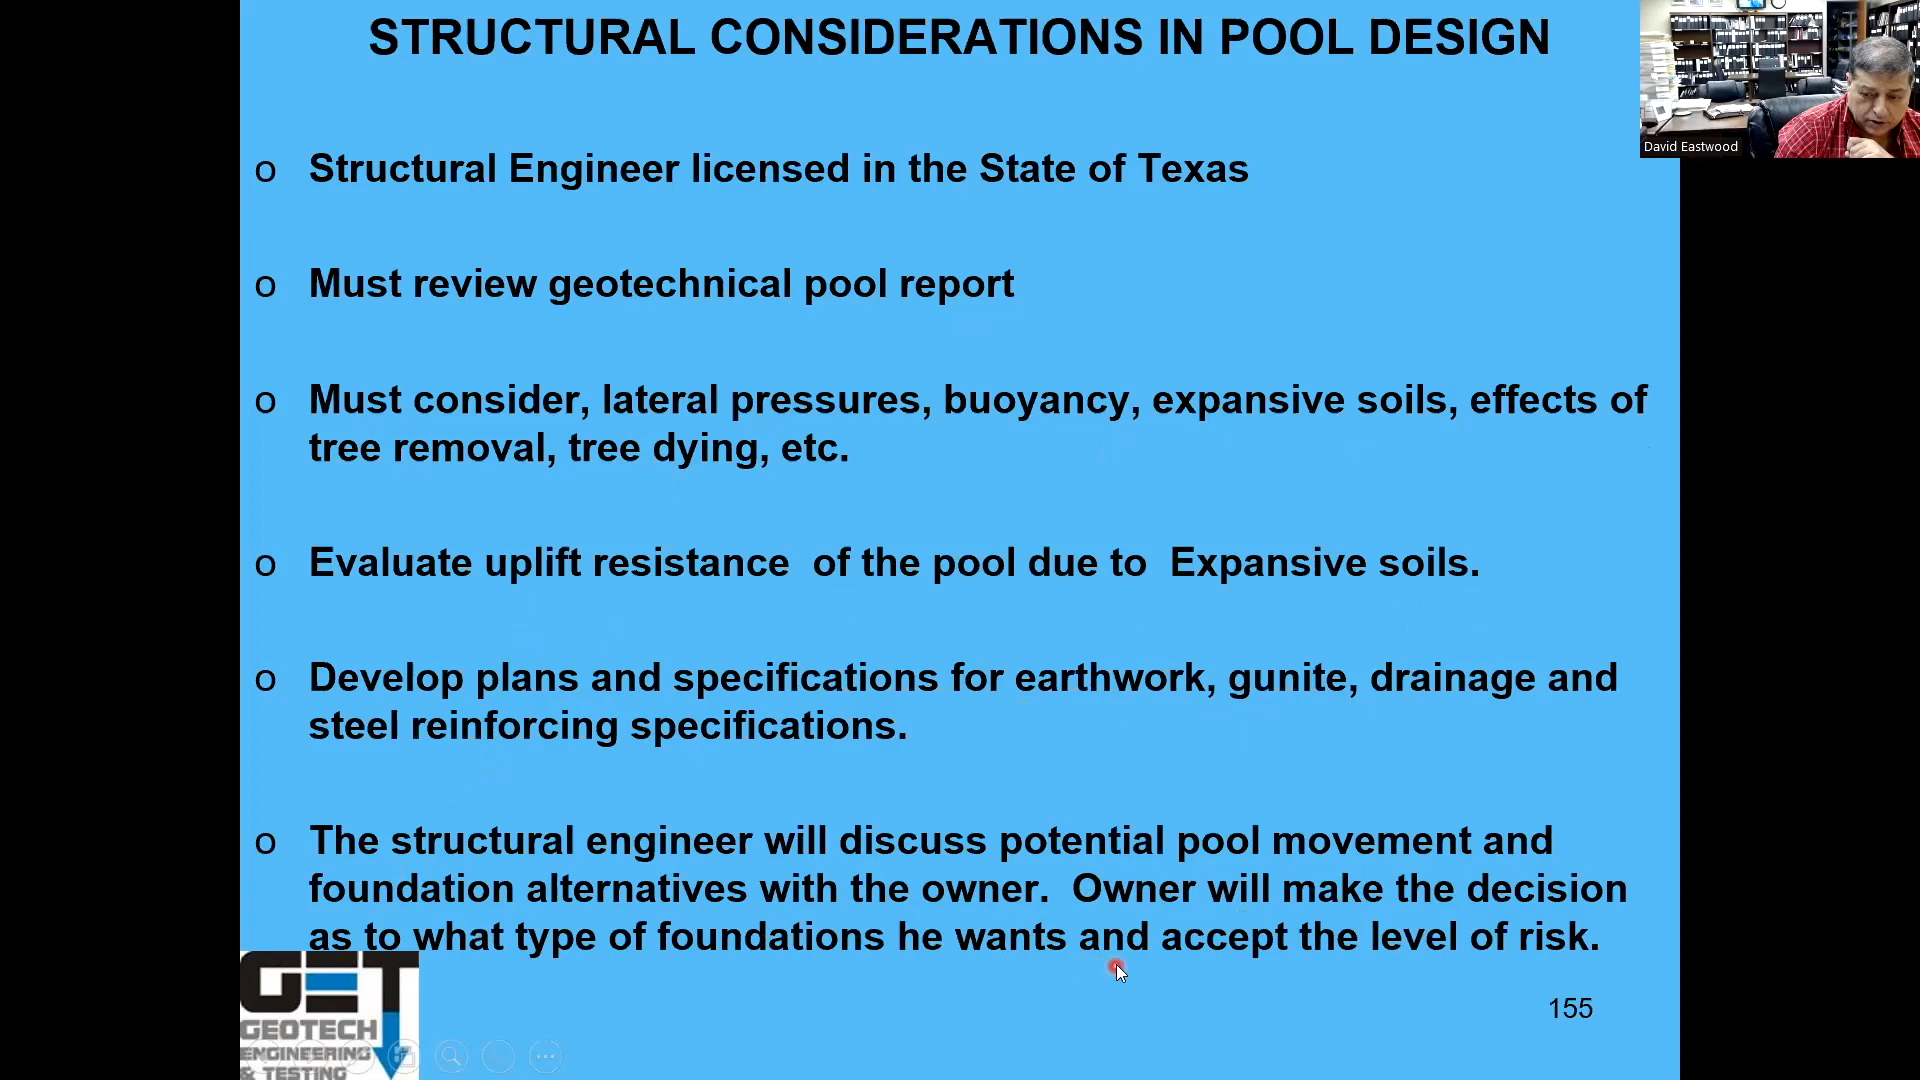 STRUCTURAL CONSIDERATIONS IN POOL DESIGN
David Eastwood
o Structural Engineer licensed in the State of Texas
o Must review geotechnical pool report
o Must consider, lateral pressures, buoyancy, expansive soils, effects of
tree removal, tree dying, etc.
o Evaluate uplift resistance  of the pool due to  Expansive soils.
o Develop plans and specifications for earthwork, gunite, drainage and
steel reinforcing specifications.
o The structural engineer will discuss potential pool movement and
foundation alternatives with the owner.  Owner will make the decision
as to what type of foundations he wants and accept the level of risk.
GET
GEOTECH
ENGINEERING
& TESTING
155